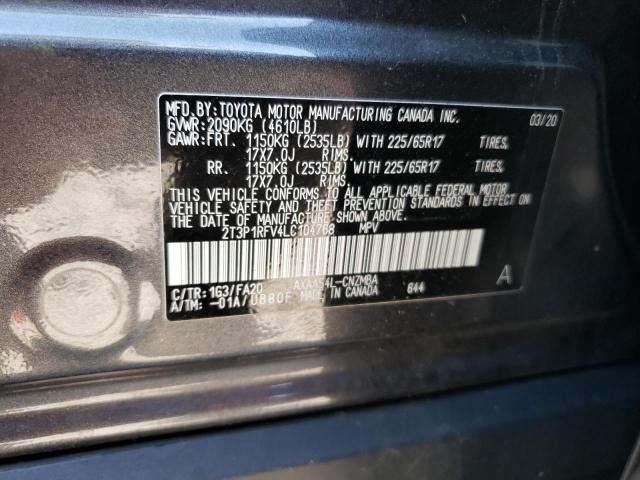 MFD. BY: TOYOTA MOTOR MANUFACTURING CANADA INC.
GVWR: 2090KG (4610LB) 03/20
GAWR: FRT. 1150KG (2535LB) WITH 225/65R17 TIRES,
17X7.0J RIMS.
RR. 1150KG (2535LB) WITH 225/65R17 TIRES,
17X7.0J RIMS.
THIS VEHICLE CONFORMS TO ALL APPLICABLE FEDERAL MOTOR
VEHICLE SAFETY AND THEFT PREVENTION STANDARDS IN EFFECT ON
THE DATE OF MANUFACTURE SHOWN ABOVE.
2T3P1RFV4LC104768 MPV
C/TR: 1G3/FA20 AXAA54L-CNZMBA A
A/TM: -01A/UB80F MADE IN CANADA 644